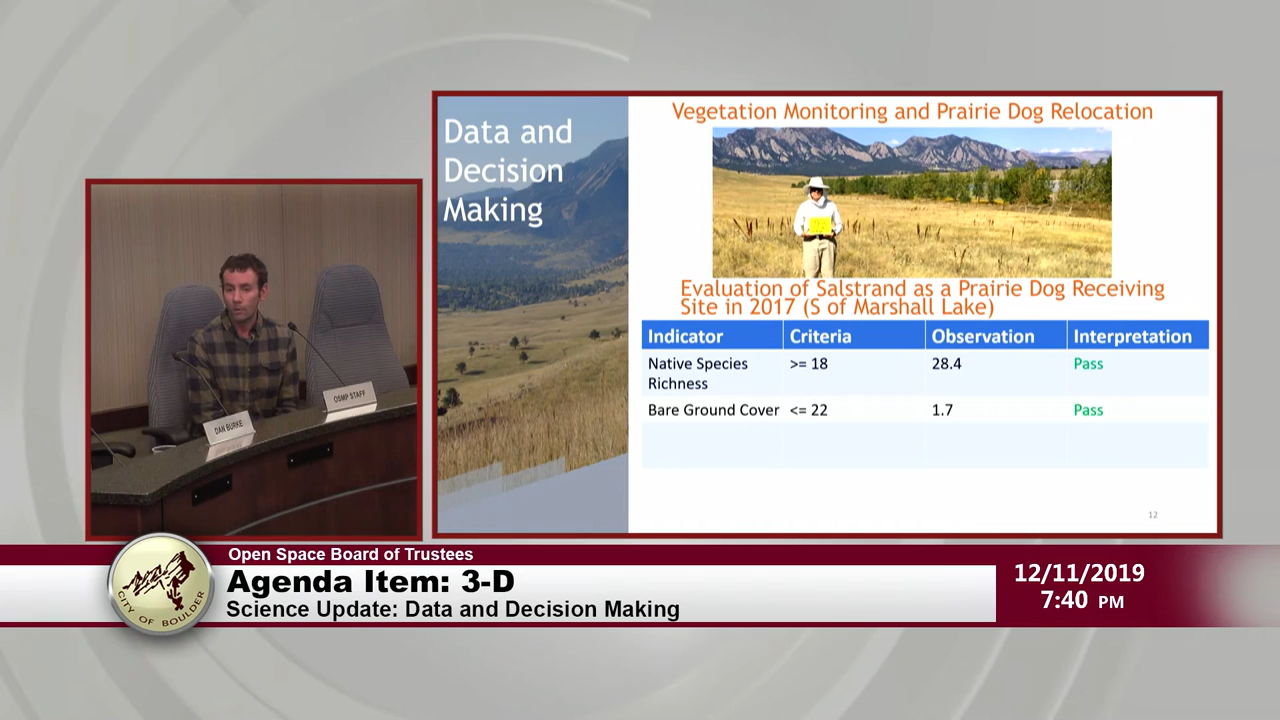 Data and
Decision
Making
Vegetation Monitoring and Prairie Dog Relocation
Evaluation of Salstrand as a Prairie Dog Receiving
Site in 2017 (S of Marshall Lake)
Indicator Criteria Observation Interpretation
Native Species Richness >= 18 28.4 Pass
Bare Ground Cover <= 22 1.7 Pass
12
DAN BURKE
OSMP STAFF
Open Space Board of Trustees
Agenda Item: 3-D
Science Update: Data and Decision Making
CITY OF BOULDER
12/11/2019
7:40 PM